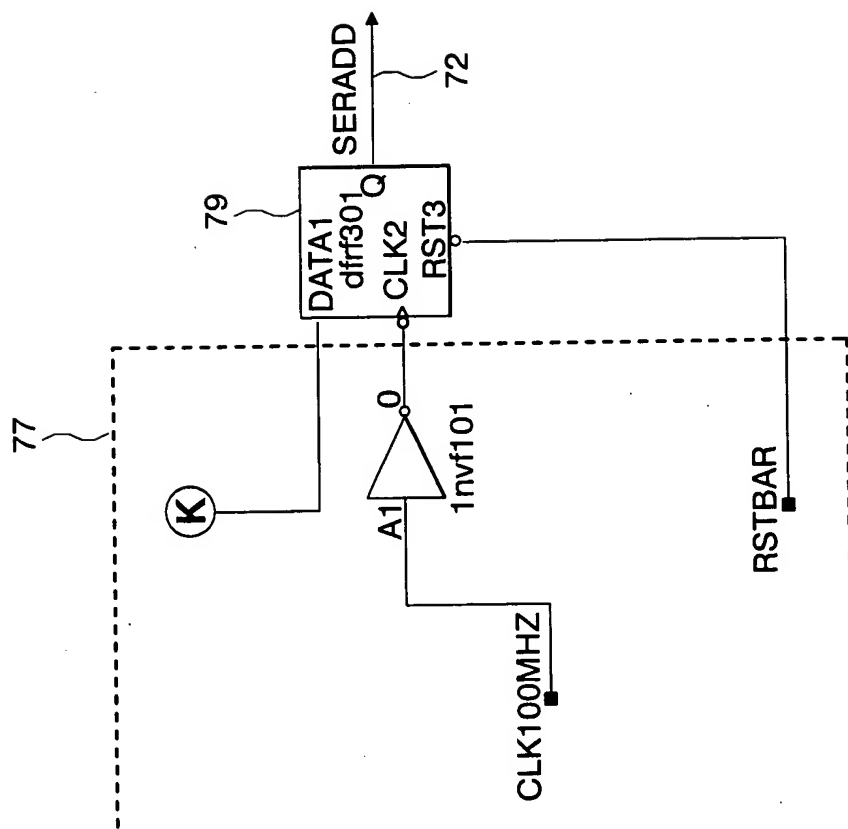 77
K
A1
0
1nvf101
CLK100MHZ
RSTBAR
79
DATA1
dfrf301
CLK2
Q
RST3
SERADD
72